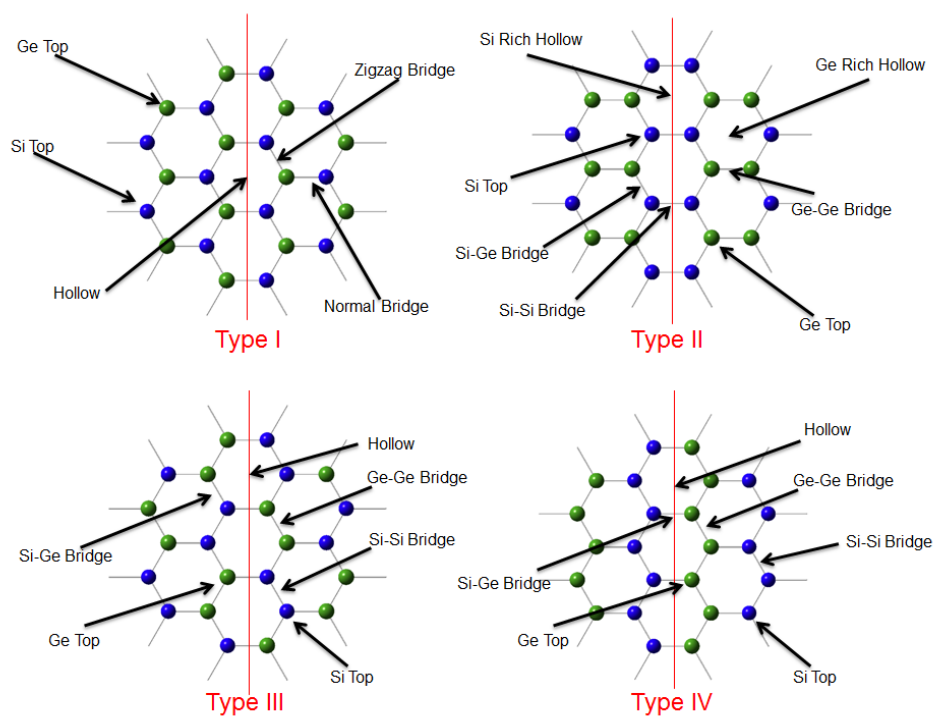 Ge Top
Zigzag Bridge
Si Top
Hollow
Normal Bridge
Type I
Si Rich Hollow
Ge Rich Hollow
Si Top
Ge-Ge Bridge
Si-Ge Bridge
Si-Si Bridge
Ge Top
Type II
Hollow
Ge-Ge Bridge
Si-Si Bridge
Si-Ge Bridge
Ge Top
Si Top
Type III
Hollow
Ge-Ge Bridge
Si-Si Bridge
Si-Ge Bridge
Ge Top
Si Top
Type IV